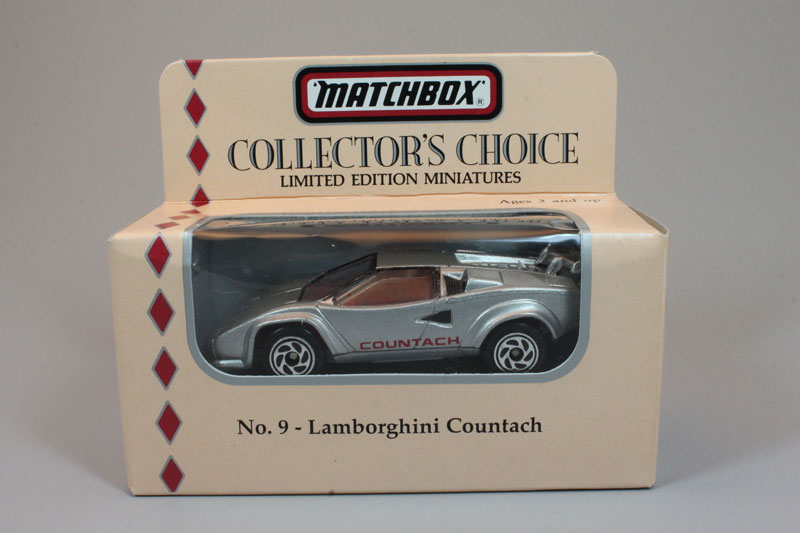 MATCHBOX®
COLLECTOR'S CHOICE
LIMITED EDITION MINIATURES
Ages 3 and up
COUNTACH
No. 9 - Lamborghini Countach